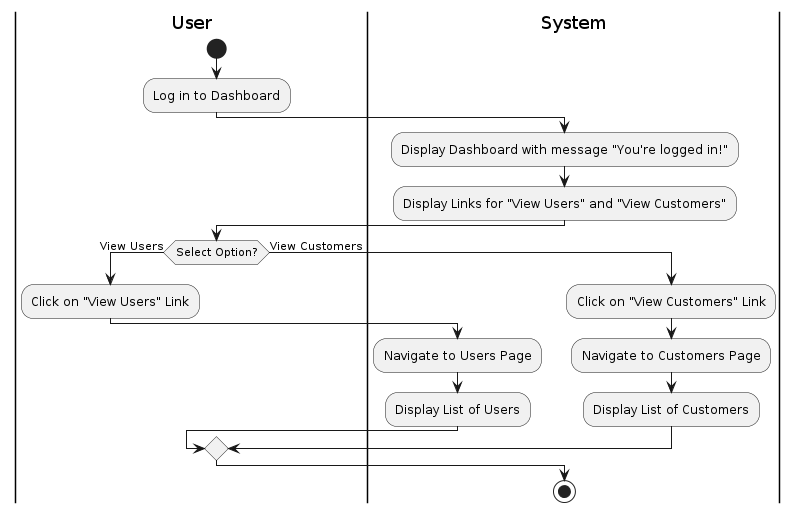 User
System
Log in to Dashboard
Display Dashboard with message "You're logged in!"
Display Links for "View Users" and "View Customers"
View Users
Select Option?
View Customers
Click on "View Users" Link
Click on "View Customers" Link
Navigate to Users Page
Navigate to Customers Page
Display List of Users
Display List of Customers